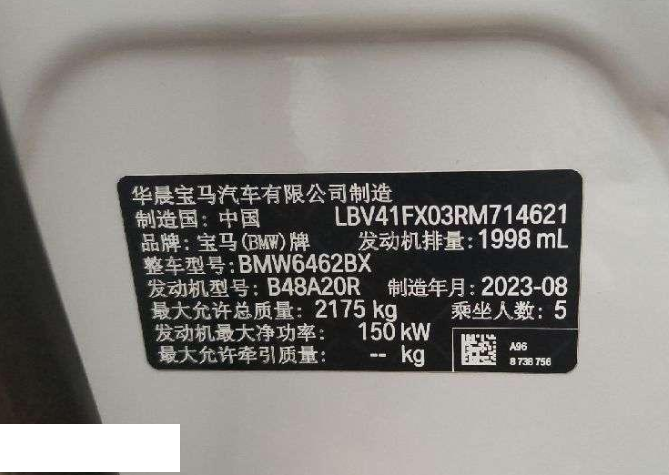 华晨宝马汽车有限公司制造
制造国: 中国 LBV41FX03RM714621
品牌: 宝马(BMW)牌 发动机排量: 1998 mL
整车型号: BMW6462BX
发动机型号: B48A20R 制造年月: 2023-08
最大允许总质量: 2175 kg 乘坐人数: 5
发动机最大净功率: 150 kW
最大允许牵引质量: -- kg
A96
8 738 756